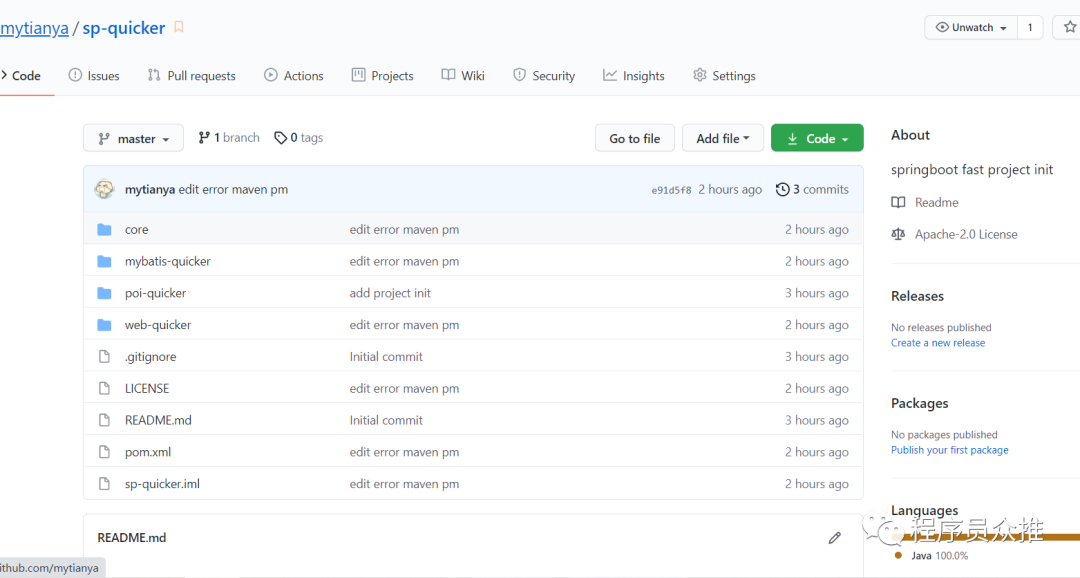 mytianya / sp-quicker
Unwatch 1
Code Issues Pull requests Actions Projects Wiki Security Insights Settings
master 1 branch 0 tags Go to file Add file Code
mytianya edit error maven pm e91d5f8 2 hours ago 3 commits
core edit error maven pm 2 hours ago
mybatis-quicker edit error maven pm 2 hours ago
poi-quicker add project init 3 hours ago
web-quicker edit error maven pm 2 hours ago
.gitignore Initial commit 3 hours ago
LICENSE edit error maven pm 2 hours ago
README.md Initial commit 3 hours ago
pom.xml edit error maven pm 2 hours ago
sp-quicker.iml edit error maven pm 2 hours ago
README.md
About
springboot fast project init
Readme
Apache-2.0 License
Releases
No releases published
Create a new release
Packages
No packages published
Publish your first package
Languages
程序员众推
Java 100.0%
ithub.com/mytianya